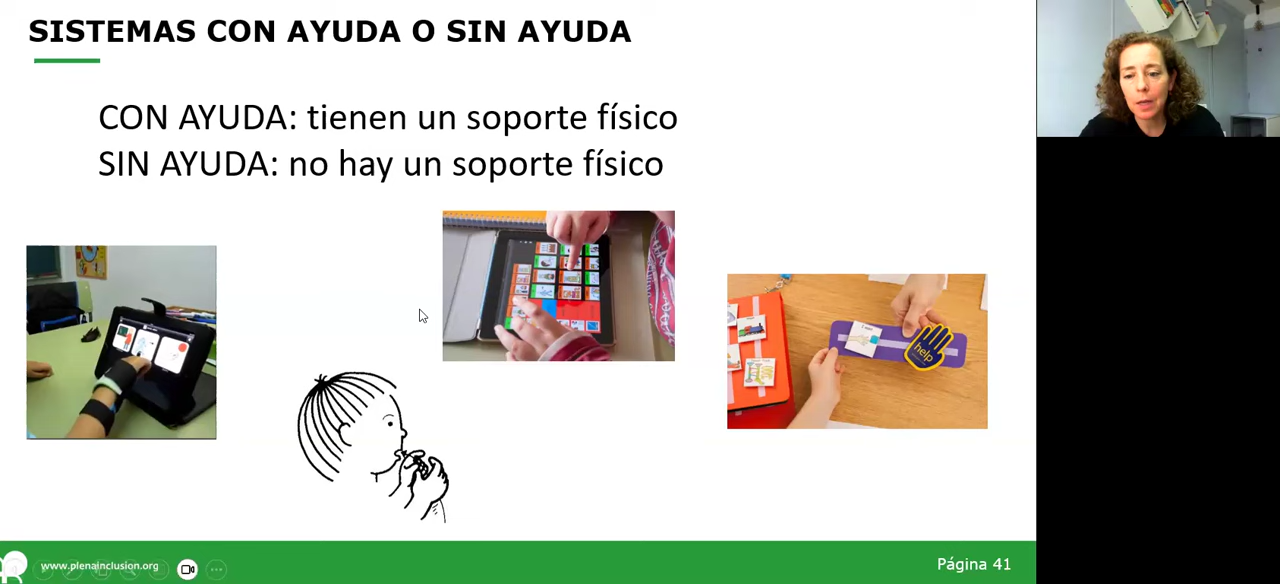 SISTEMAS CON AYUDA O SIN AYUDA
CON AYUDA: tienen un soporte físico
SIN AYUDA: no hay un soporte físico
help
www.plenainclusion.org
Página 41